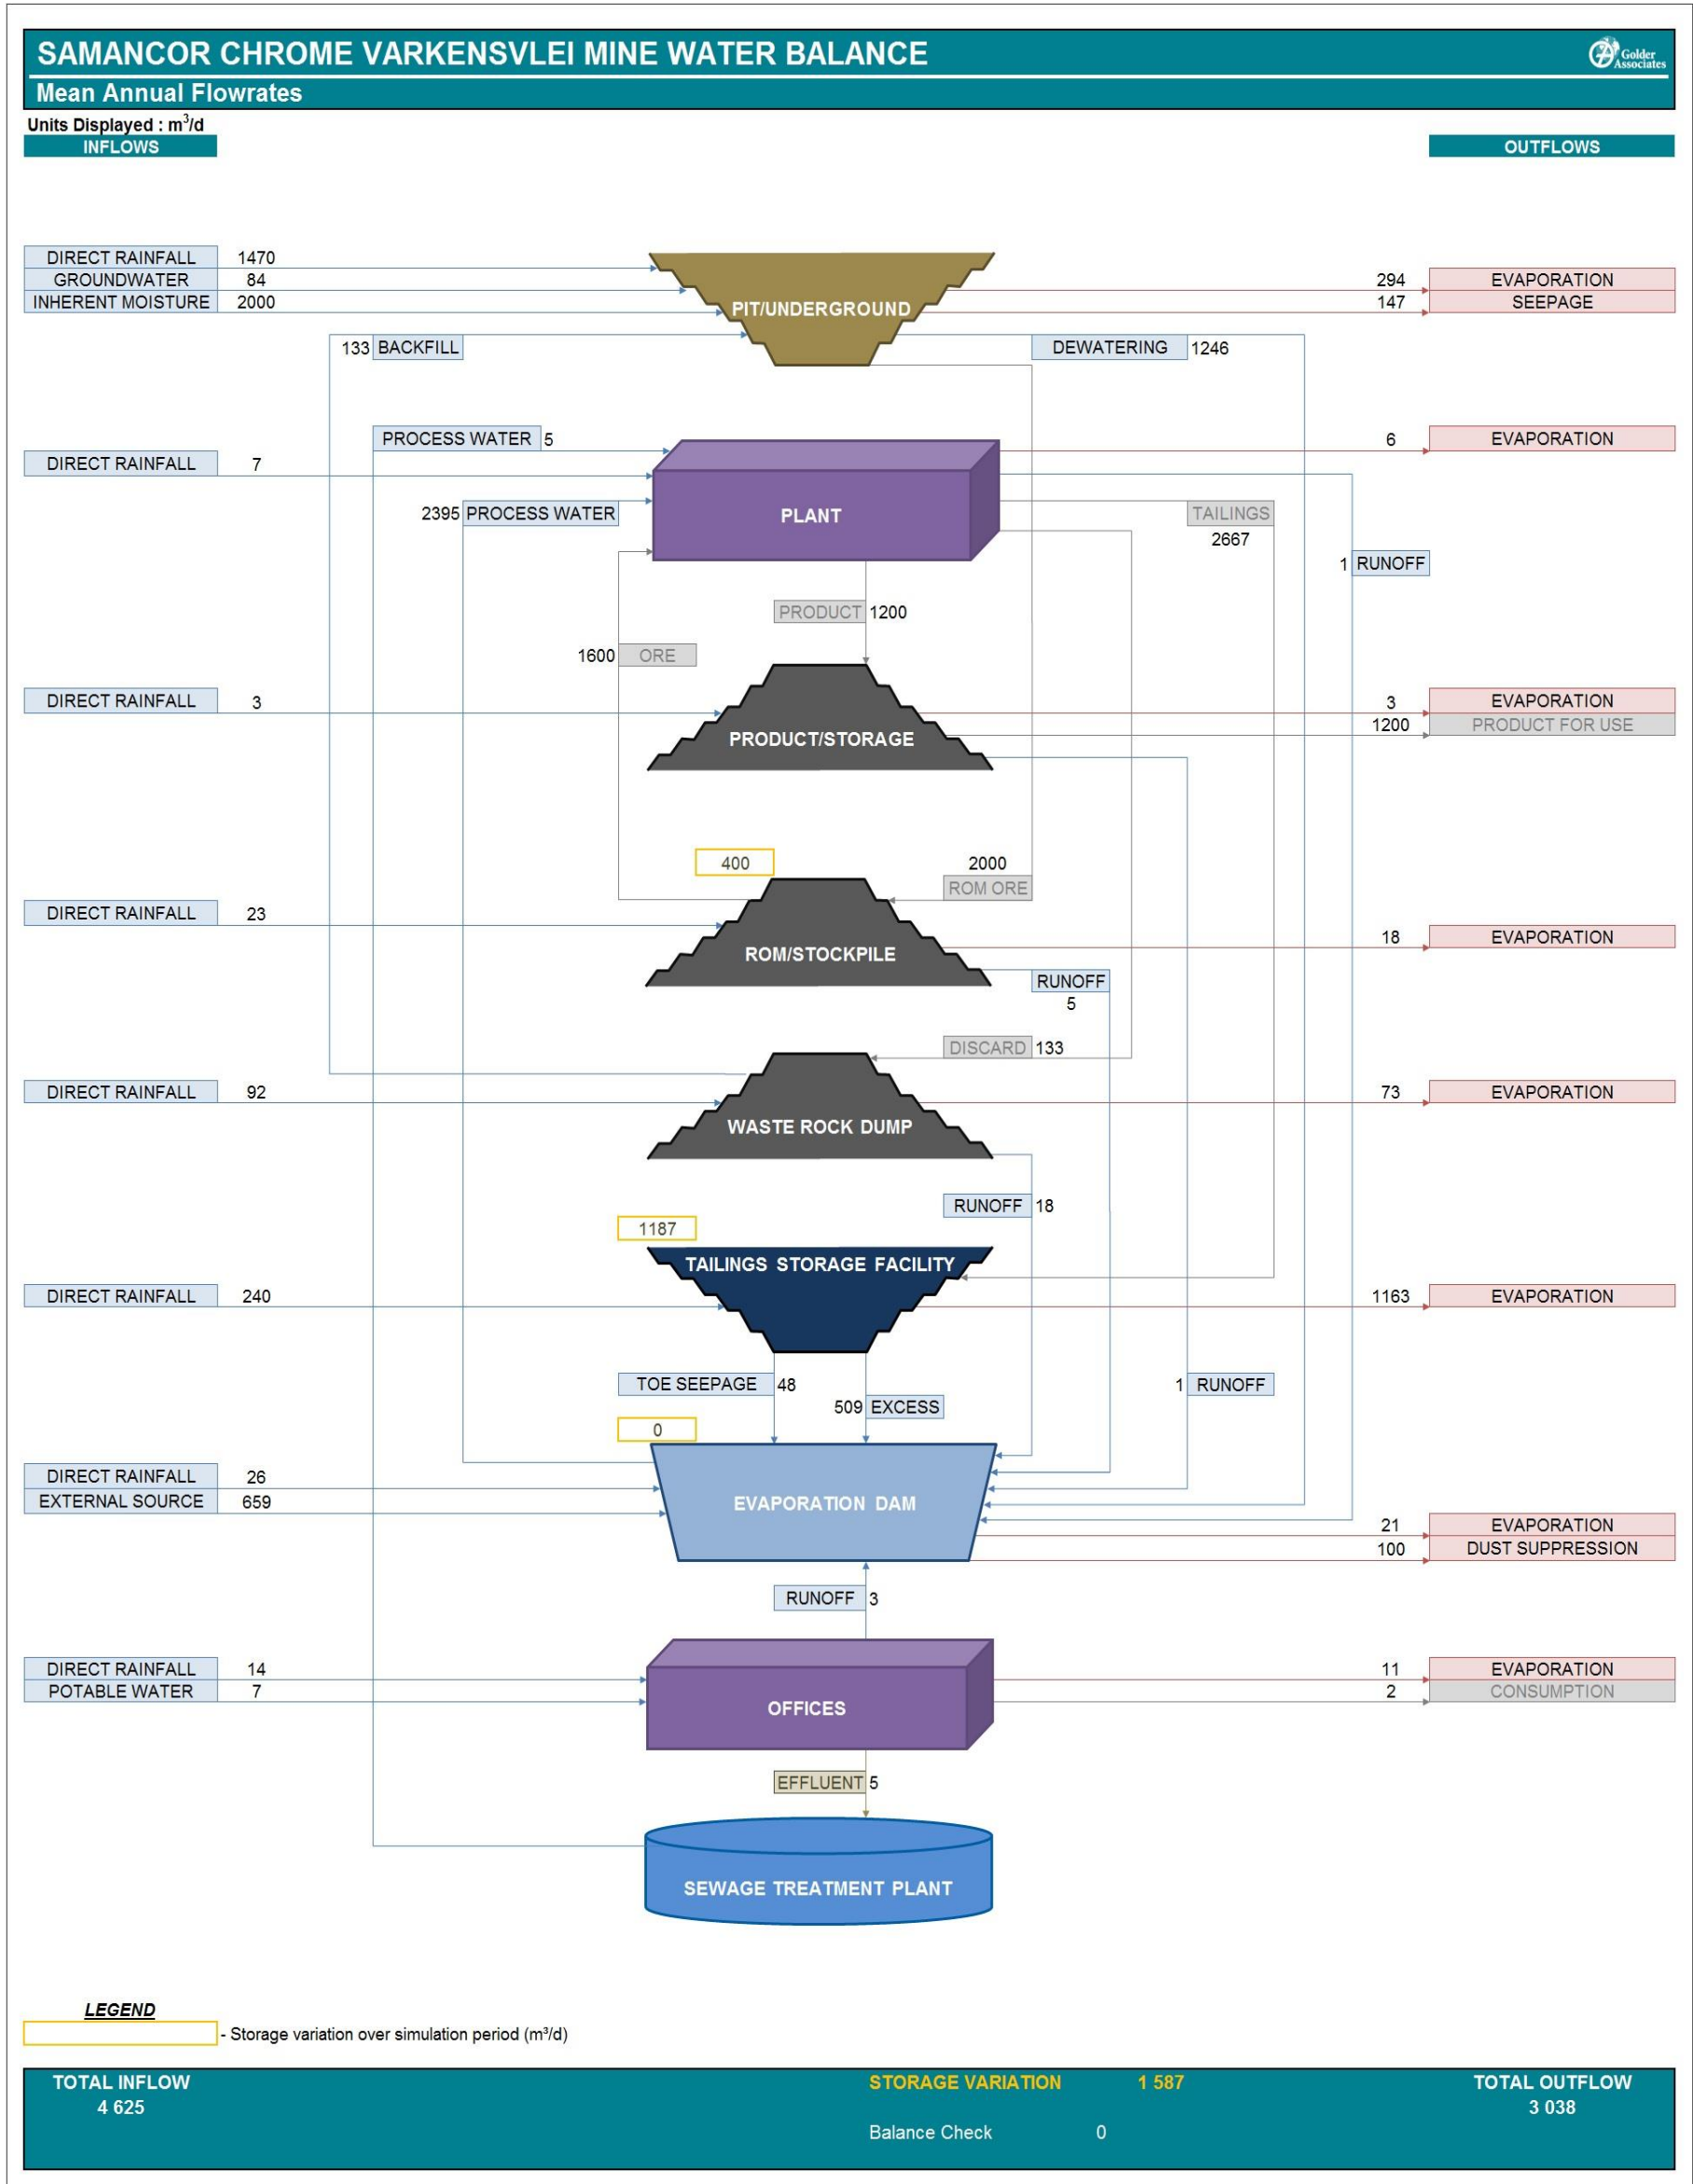 SAMANCOR CHROME VARKENSVLEI MINE WATER BALANCE
Golder Associates
Mean Annual Flowrates
Units Displayed : m³/d
INFLOWS
OUTFLOWS
DIRECT RAINFALL 1470
GROUNDWATER 84
INHERENT MOISTURE 2000
PIT/UNDERGROUND
294 EVAPORATION
147 SEEPAGE
133 BACKFILL
DEWATERING 1246
PROCESS WATER 5
6 EVAPORATION
DIRECT RAINFALL 7
2395 PROCESS WATER
PLANT
TAILINGS
2667
1 RUNOFF
PRODUCT 1200
1600 ORE
DIRECT RAINFALL 3
PRODUCT/STORAGE
3 EVAPORATION
1200 PRODUCT FOR USE
400
2000
ROM ORE
DIRECT RAINFALL 23
ROM/STOCKPILE
18 EVAPORATION
RUNOFF
5
DISCARD 133
DIRECT RAINFALL 92
WASTE ROCK DUMP
73 EVAPORATION
RUNOFF 18
1187
TAILINGS STORAGE FACILITY
DIRECT RAINFALL 240
1163 EVAPORATION
TOE SEEPAGE 48
509 EXCESS
1 RUNOFF
0
DIRECT RAINFALL 26
EXTERNAL SOURCE 659
EVAPORATION DAM
21 EVAPORATION
100 DUST SUPPRESSION
RUNOFF 3
DIRECT RAINFALL 14
POTABLE WATER 7
OFFICES
11 EVAPORATION
2 CONSUMPTION
EFFLUENT 5
SEWAGE TREATMENT PLANT
LEGEND
- Storage variation over simulation period (m³/d)
TOTAL INFLOW
4 625
STORAGE VARIATION 1 587
Balance Check 0
TOTAL OUTFLOW
3 038